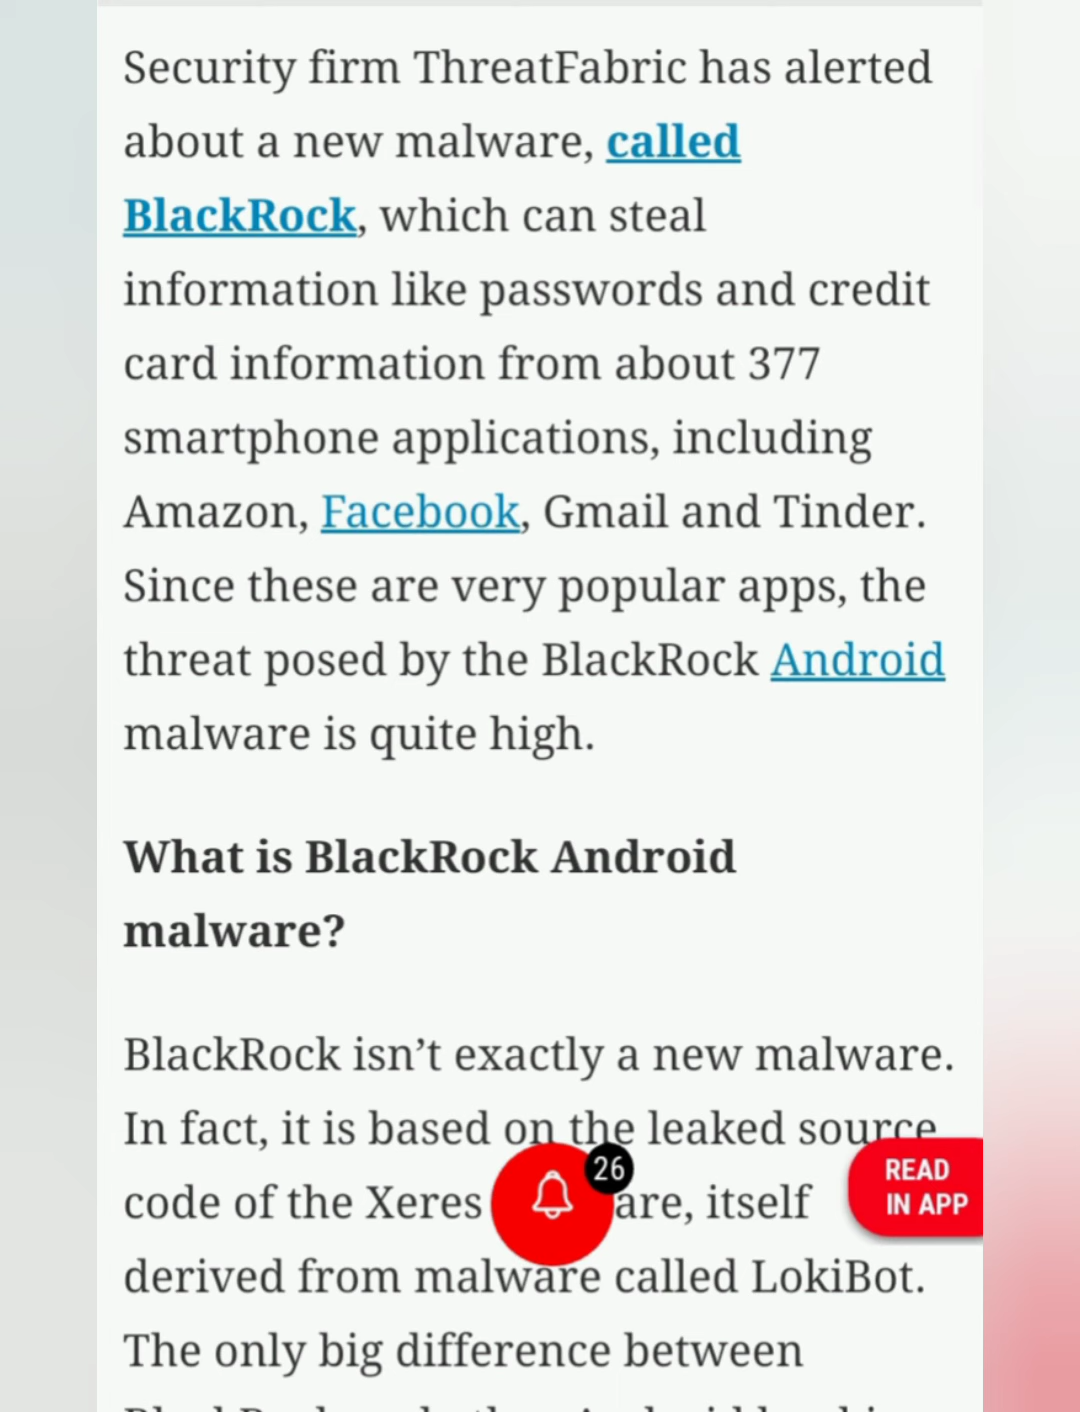 Security firm ThreatFabric has alerted
about a new malware, called
BlackRock, which can steal
information like passwords and credit
card information from about 377
smartphone applications, including
Amazon, Facebook, Gmail and Tinder.
Since these are very popular apps, the
threat posed by the BlackRock Android
malware is quite high.
What is BlackRock Android
malware?
BlackRock isn’t exactly a new malware.
In fact, it is based on the leaked source
26
READ
IN APP
code of the Xeres are, itself
derived from malware called LokiBot.
The only big difference between